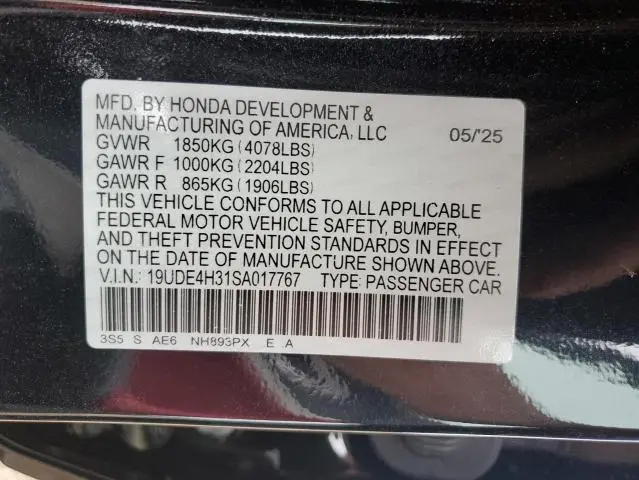 MFD. BY HONDA DEVELOPMENT &
MANUFACTURING OF AMERICA, LLC 05/'25
GVWR 1850KG (4078LBS)
GAWR F 1000KG (2204LBS)
GAWR R 865KG (1906LBS)
THIS VEHICLE CONFORMS TO ALL APPLICABLE
FEDERAL MOTOR VEHICLE SAFETY, BUMPER,
AND THEFT PREVENTION STANDARDS IN EFFECT
ON THE DATE OF MANUFACTURE SHOWN ABOVE.
V.I.N.: 19UDE4H31SA017767 TYPE: PASSENGER CAR
3S5 S AE6 NH893PX .E .A